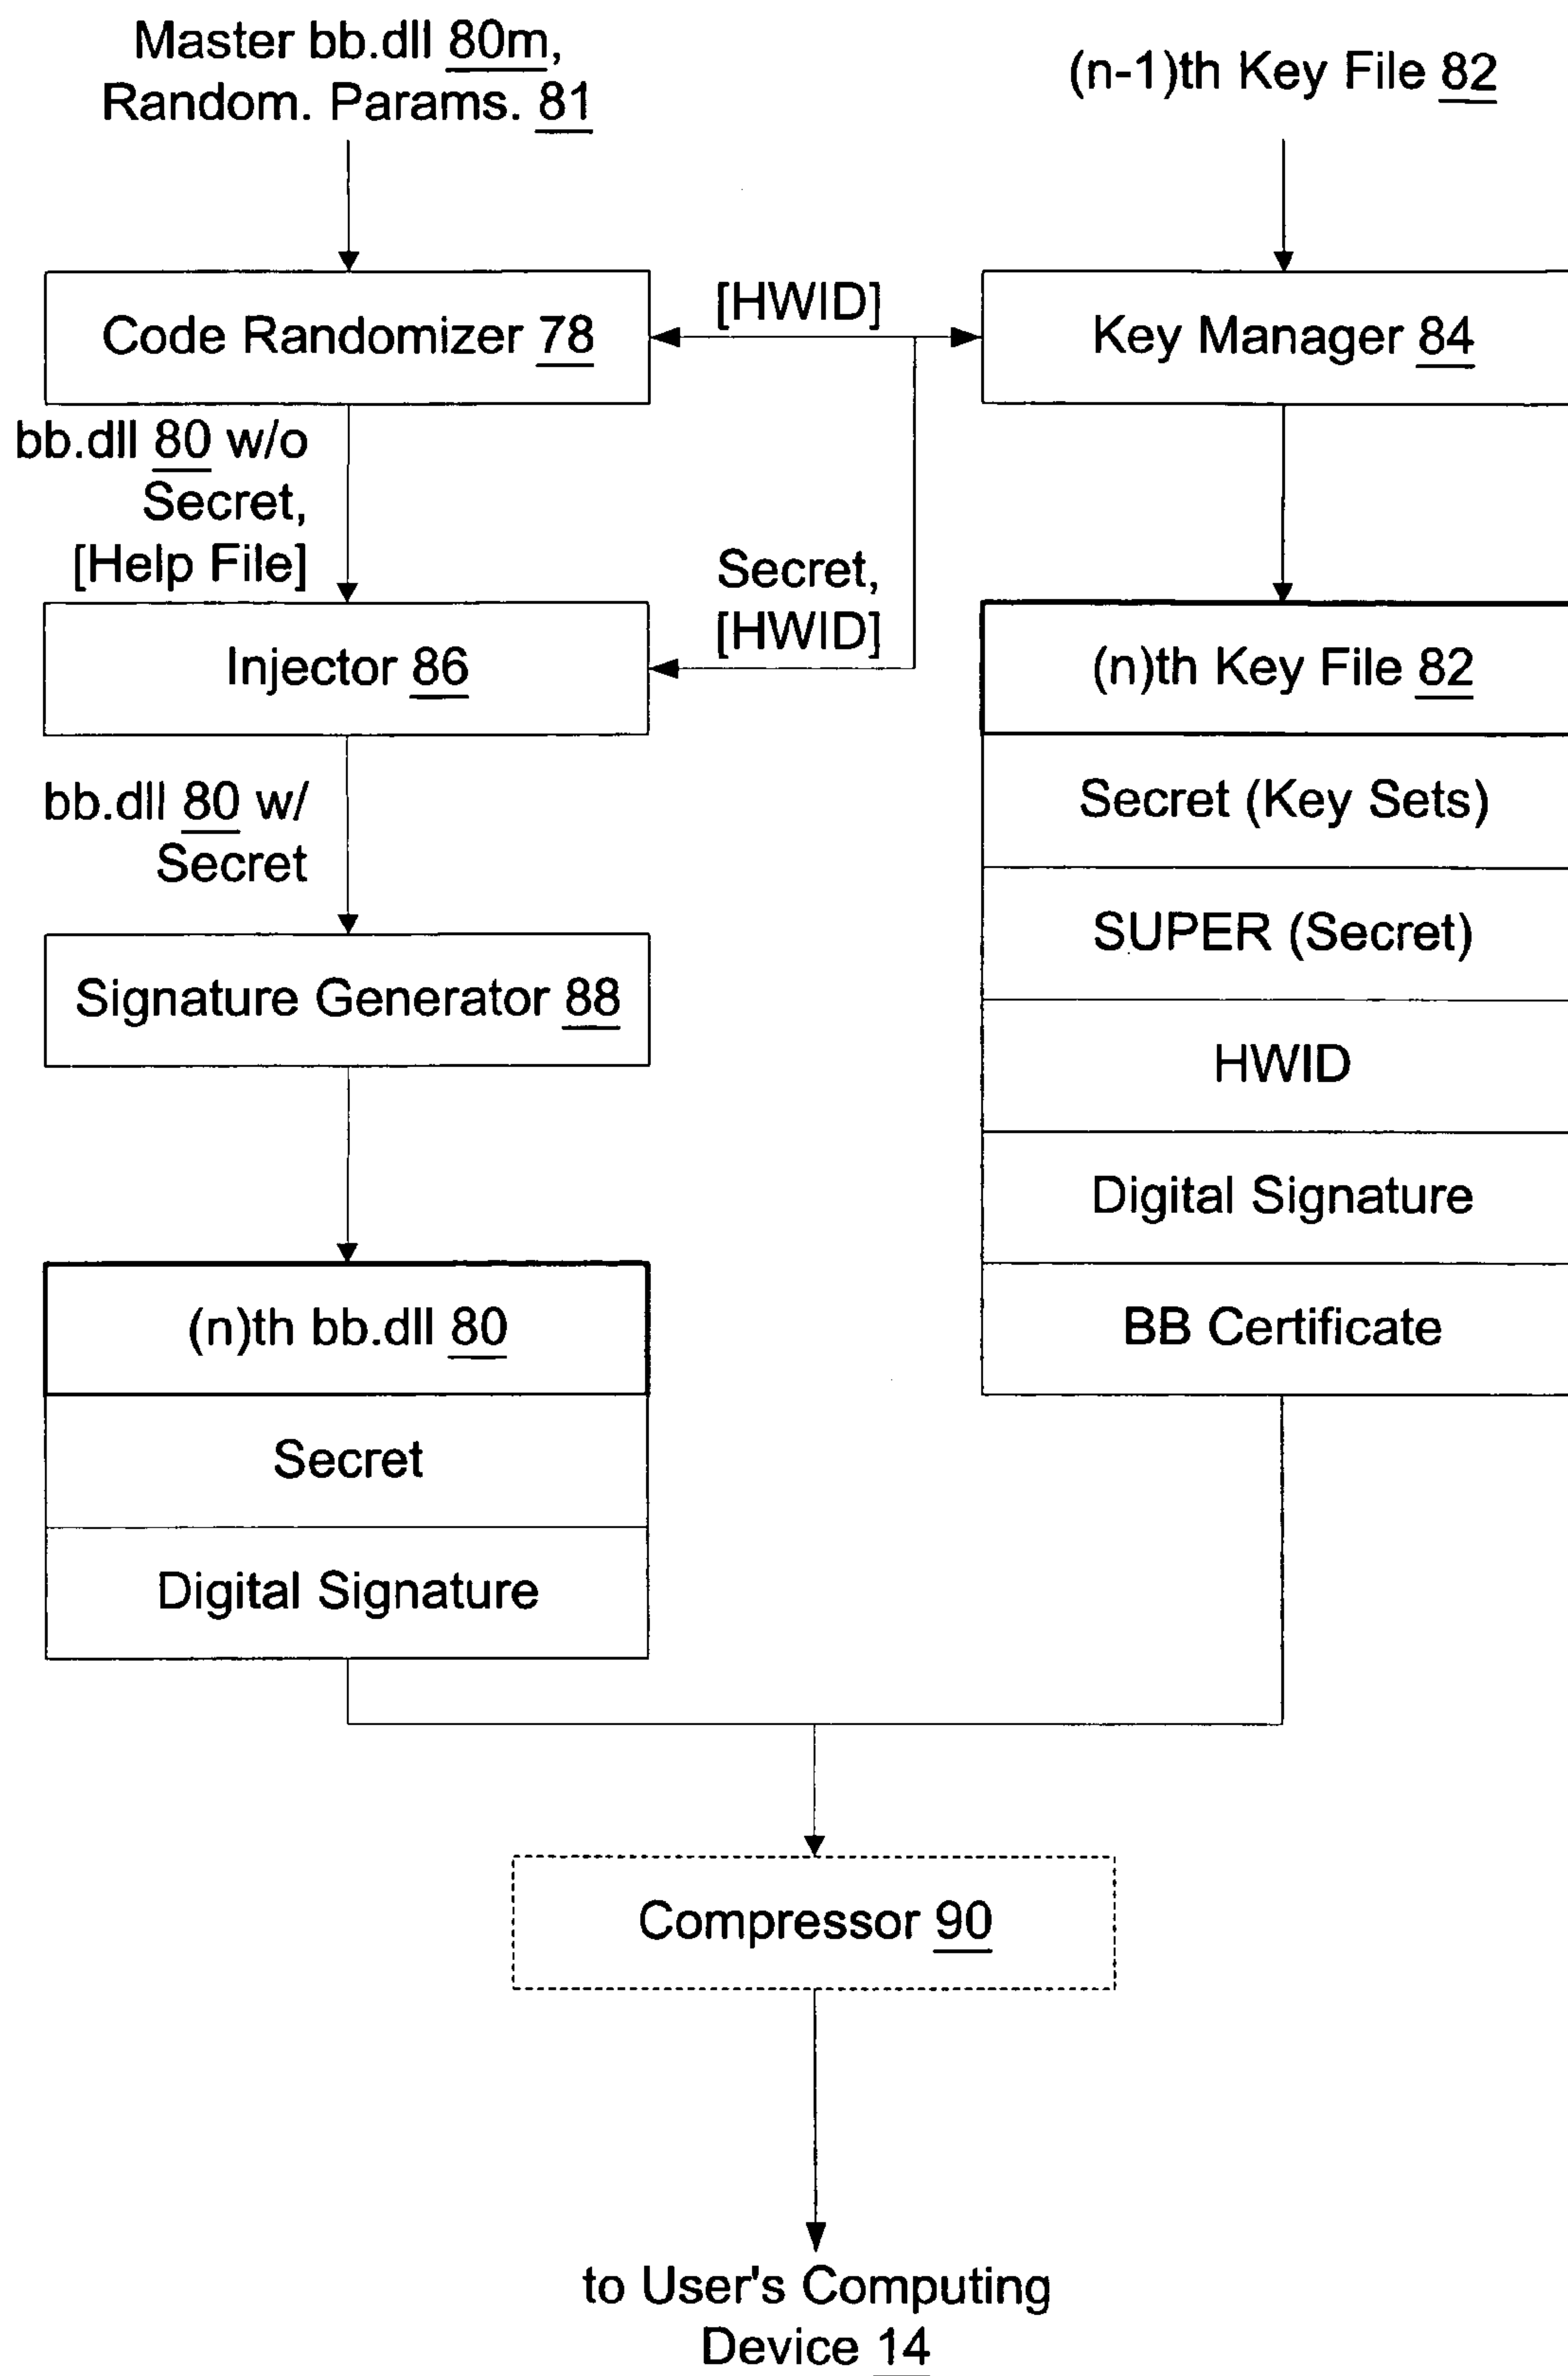 Master bb.dll 80m,
Random. Params. 81
(n-1)th Key File 82
Code Randomizer 78
[HWID]
Key Manager 84
bb.dll 80 w/o
Secret,
[Help File]
Secret,
[HWID]
Injector 86
(n)th Key File 82
bb.dll 80 w/
Secret
Secret (Key Sets)
SUPER (Secret)
Signature Generator 88
HWID
Digital Signature
(n)th bb.dll 80
BB Certificate
Secret
Digital Signature
Compressor 90
to User's Computing
Device 14